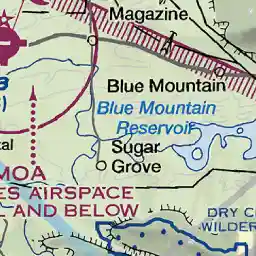 Magazine
Blue Mountain
Blue Mountain
Reservoir
Sugar
Grove
MOA
ES AIRSPACE
L AND BELOW
DRY C
WILDER